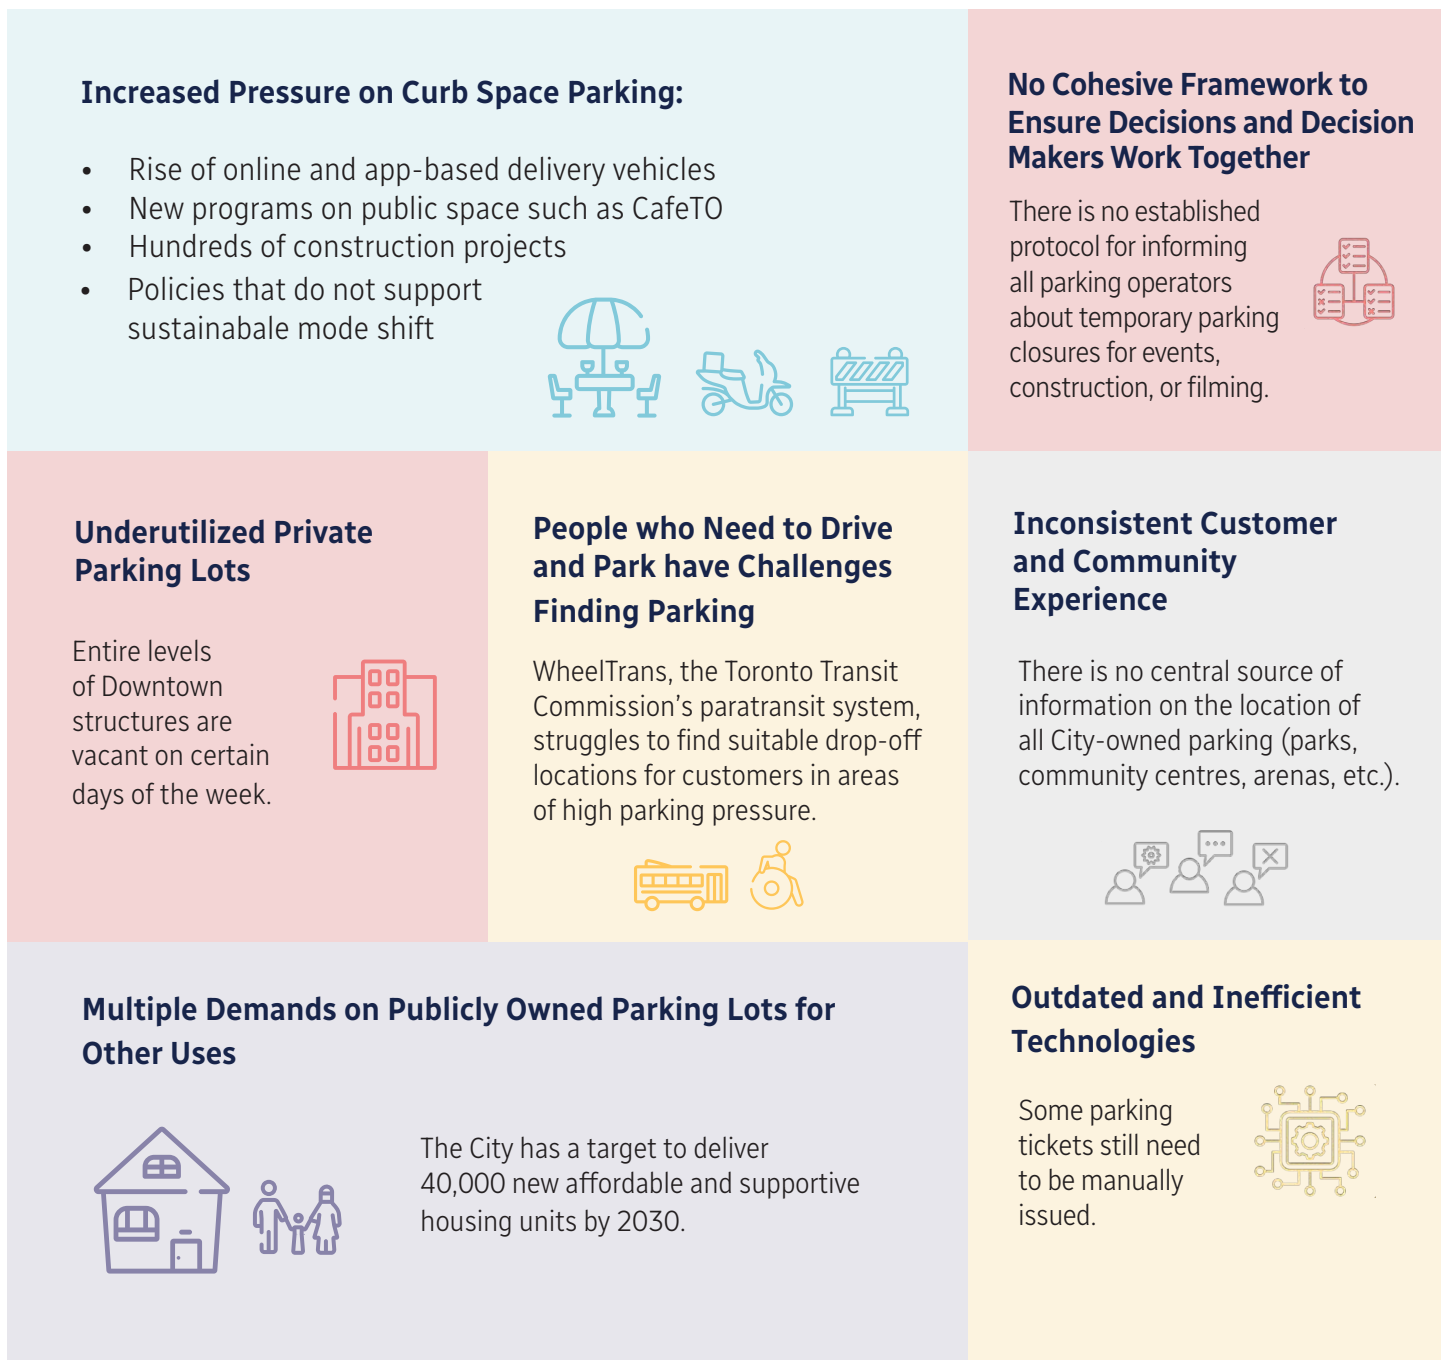 Increased Pressure on Curb Space Parking:
• Rise of online and app-based delivery vehicles
• New programs on public space such as CafeTO
• Hundreds of construction projects
• Policies that do not support
sustainabale mode shift
No Cohesive Framework to
Ensure Decisions and Decision
Makers Work Together
There is no established
protocol for informing
all parking operators
about temporary parking
closures for events,
construction, or filming.
Underutilized Private
Parking Lots
Entire levels
of Downtown
structures are
vacant on certain
days of the week.
People who Need to Drive
and Park have Challenges
Finding Parking
WheelTrans, the Toronto Transit
Commission’s paratransit system,
struggles to find suitable drop-off
locations for customers in areas
of high parking pressure.
Inconsistent Customer
and Community
Experience
There is no central source of
information on the location of
all City-owned parking (parks,
community centres, arenas, etc.).
Multiple Demands on Publicly Owned Parking Lots for
Other Uses
The City has a target to deliver
40,000 new affordable and supportive
housing units by 2030.
Outdated and Inefficient
Technologies
Some parking
tickets still need
to be manually
issued.